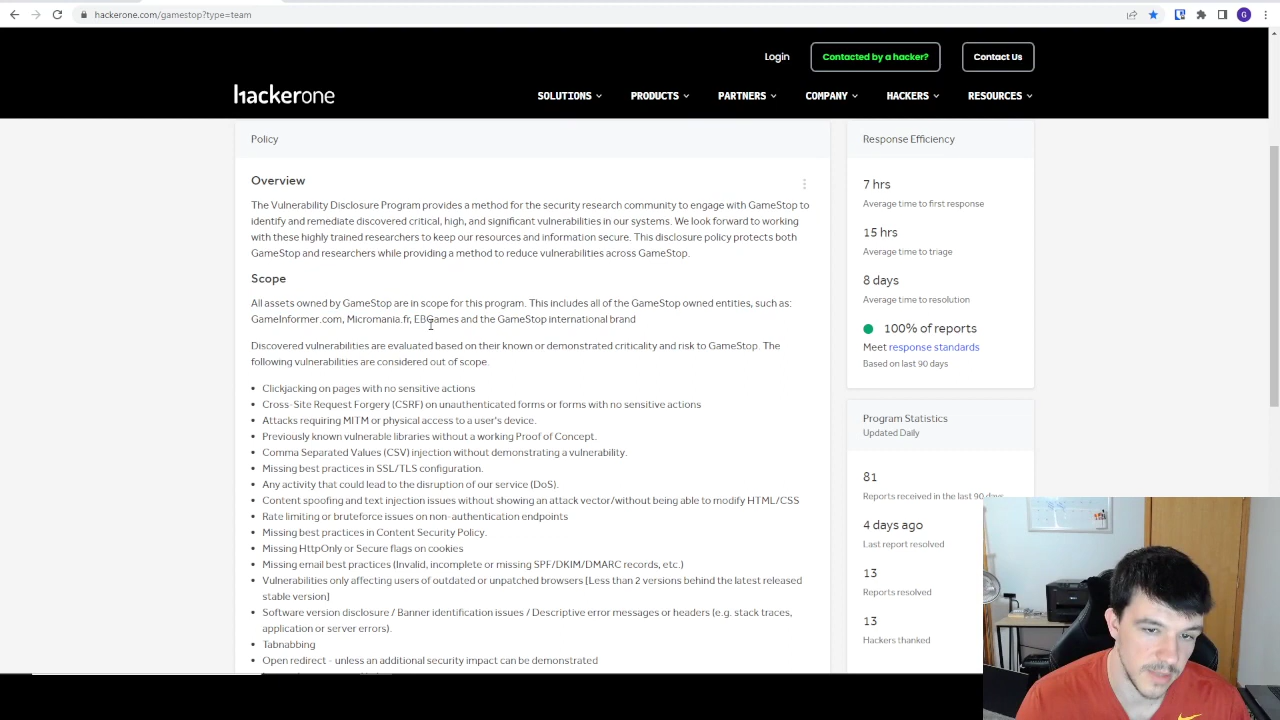 hackerone.com/gamestop?type=team
G
Login
Contacted by a hacker?
Contact Us
hackerone
SOLUTIONS
PRODUCTS
PARTNERS
COMPANY
HACKERS
RESOURCES
Policy
Overview
The Vulnerability Disclosure Program provides a method for the security research community to engage with GameStop to
identify and remediate discovered critical, high, and significant vulnerabilities in our systems. We look forward to working
with these highly trained researchers to keep our resources and information secure. This disclosure policy protects both
GameStop and researchers while providing a method to reduce vulnerabilities across GameStop.
Scope
All assets owned by GameStop are in scope for this program. This includes all of the GameStop owned entities, such as:
GameInformer.com, Micromania.fr, EBGames and the GameStop international brand
Discovered vulnerabilities are evaluated based on their known or demonstrated criticality and risk to GameStop. The
following vulnerabilities are considered out of scope.
• Clickjacking on pages with no sensitive actions
• Cross-Site Request Forgery (CSRF) on unauthenticated forms or forms with no sensitive actions
• Attacks requiring MITM or physical access to a user's device.
• Previously known vulnerable libraries without a working Proof of Concept.
• Comma Separated Values (CSV) injection without demonstrating a vulnerability.
• Missing best practices in SSL/TLS configuration.
• Any activity that could lead to the disruption of our service (DoS).
• Content spoofing and text injection issues without showing an attack vector/without being able to modify HTML/CSS
• Rate limiting or bruteforce issues on non-authentication endpoints
• Missing best practices in Content Security Policy.
• Missing HttpOnly or Secure flags on cookies
• Missing email best practices (Invalid, incomplete or missing SPF/DKIM/DMARC records, etc.)
• Vulnerabilities only affecting users of outdated or unpatched browsers [Less than 2 versions behind the latest released
stable version]
• Software version disclosure / Banner identification issues / Descriptive error messages or headers (e.g. stack traces,
application or server errors).
• Tabnabbing
• Open redirect - unless an additional security impact can be demonstrated
Response Efficiency
7 hrs
Average time to first response
15 hrs
Average time to triage
8 days
Average time to resolution
100% of reports
Meet response standards
Based on last 90 days
Program Statistics
Updated Daily
81
Reports received in the last 90 days
4 days ago
Last report resolved
13
Reports resolved
13
Hackers thanked